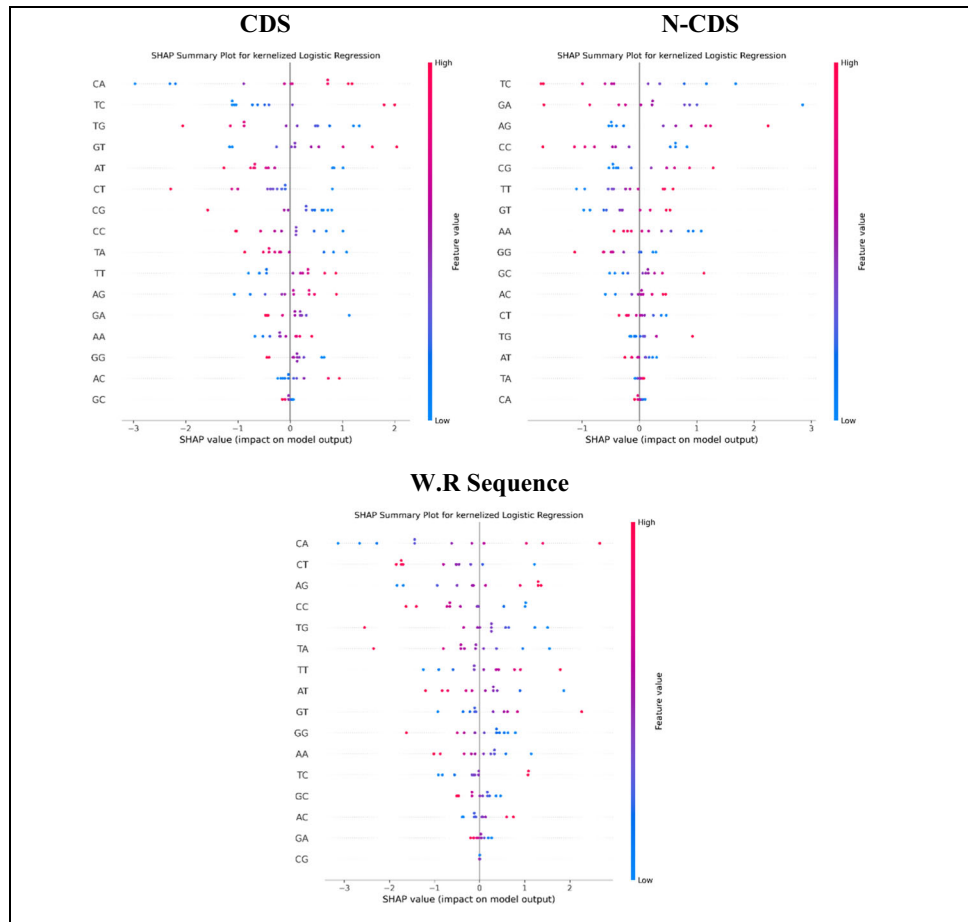 CDS
SHAP Summary Plot for kernelized Logistic Regression
High
CA
TC
TG
GT
AT
CT
CG
CC
TA
TT
AG
GA
AA
GG
AC
GC
Low
Feature value
−3 −2 −1 0 1 2
SHAP value (impact on model output)
N-CDS
SHAP Summary Plot for kernelized Logistic Regression
High
TC
GA
AG
CC
CG
TT
GT
AA
GG
GC
AC
CT
TG
AT
TA
CA
Low
Feature value
−1 0 1 2 3
SHAP value (impact on model output)
W.R Sequence
SHAP Summary Plot for kernelized Logistic Regression
High
CA
CT
AG
CC
TG
TA
TT
AT
GT
GG
AA
TC
GC
AC
GA
CG
Low
Feature value
−3 −2 −1 0 1 2
SHAP value (impact on model output)